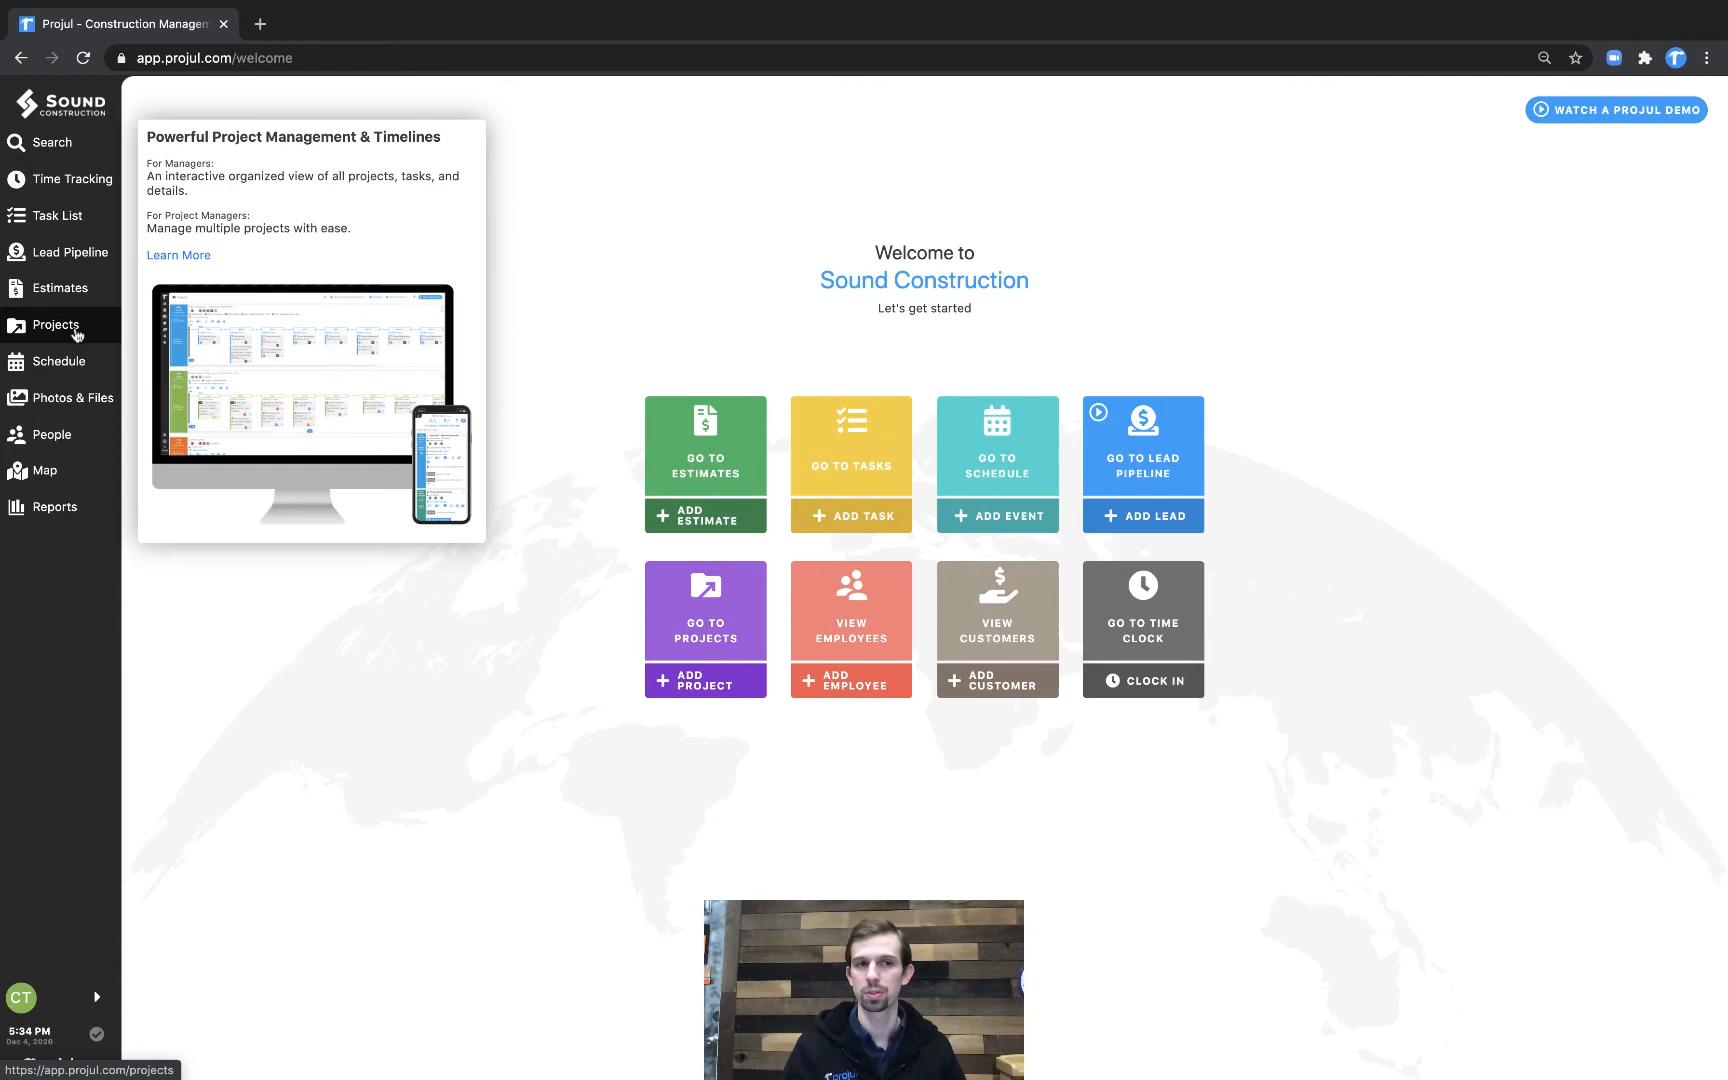 Projul - Construction Managem
app.projul.com/welcome
SOUND
CONSTRUCTION
Search
Time Tracking
Task List
Lead Pipeline
Estimates
Projects
Schedule
Photos & Files
People
Map
Reports
CT
5:34 PM
Dec 4, 2020
https://app.projul.com/projects
Powerful Project Management & Timelines
For Managers:
An interactive organized view of all projects, tasks, and
details.
For Project Managers:
Manage multiple projects with ease.
Learn More
WATCH A PROJUL DEMO
Welcome to
Sound Construction
Let's get started
GO TO
ESTIMATES
ADD
ESTIMATE
GO TO TASKS
ADD TASK
GO TO
SCHEDULE
ADD EVENT
GO TO LEAD
PIPELINE
ADD LEAD
GO TO
PROJECTS
ADD
PROJECT
VIEW
EMPLOYEES
ADD
EMPLOYEE
VIEW
CUSTOMERS
ADD
CUSTOMER
GO TO TIME
CLOCK
CLOCK IN